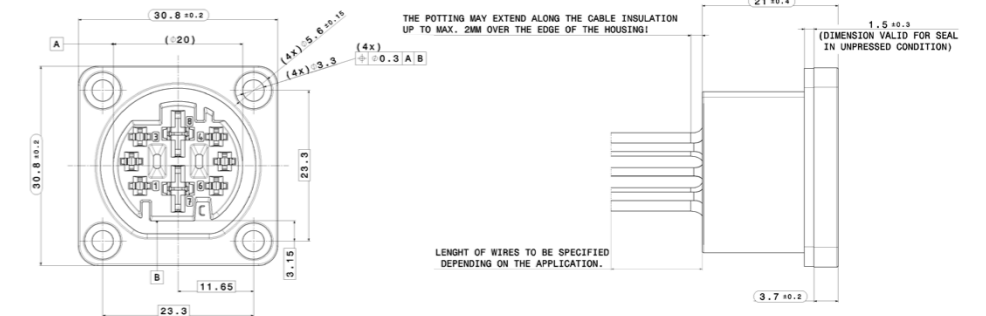 30.8 ±0.2
A
(Ø20)
(4x)Ø5.6±0.15
(4x)Ø3.3
(4x)
⌖ Ø0.3 A B
30.8 ±0.2
23.3
8
3
4
1
6
7
C
B
3.15
11.65
23.3
THE POTTING MAY EXTEND ALONG THE CABLE INSULATION
UP TO MAX. 2MM OVER THE EDGE OF THE HOUSING!
21 ±0.4
1.5 ±0.3
(DIMENSION VALID FOR SEAL
IN UNPRESSED CONDITION)
LENGHT OF WIRES TO BE SPECIFIED
DEPENDING ON THE APPLICATION.
3.7 ±0.2